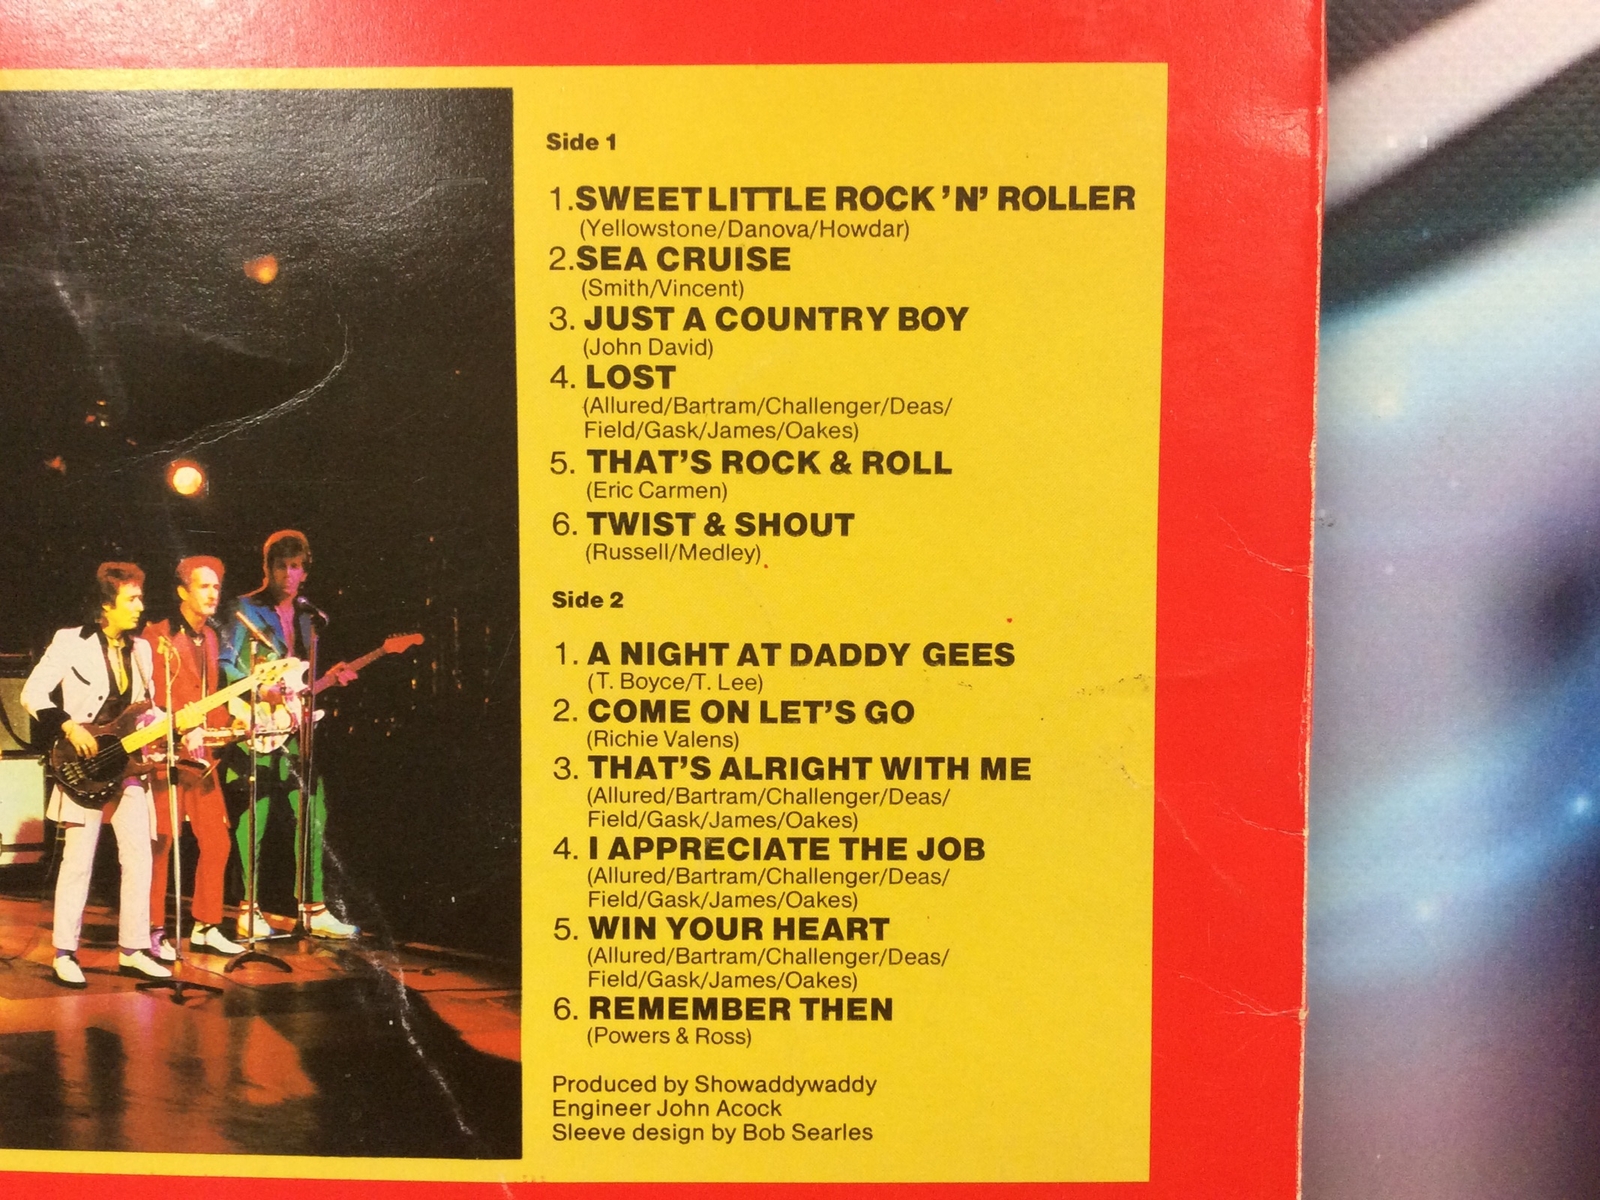 Side 1
1.SWEET LITTLE ROCK 'N' ROLLER
(Yellowstone/Danova/Howdar)
2.SEA CRUISE
(Smith/Vincent)
3. JUST A COUNTRY BOY
(John David)
4. LOST
(Allured/Bartram/Challenger/Deas/
Field/Gask/James/Oakes)
5. THAT'S ROCK & ROLL
(Eric Carmen)
6. TWIST & SHOUT
(Russell/Medley)
Side 2
1. A NIGHT AT DADDY GEES
(T. Boyce/T. Lee)
2. COME ON LET'S GO
(Richie Valens)
3. THAT'S ALRIGHT WITH ME
(Allured/Bartram/Challenger/Deas/
Field/Gask/James/Oakes)
4. I APPRECIATE THE JOB
(Allured/Bartram/Challenger/Deas/
Field/Gask/James/Oakes)
5. WIN YOUR HEART
(Allured/Bartram/Challenger/Deas/
Field/Gask/James/Oakes)
6. REMEMBER THEN
(Powers & Ross)
Produced by Showaddywaddy
Engineer John Acock
Sleeve design by Bob Searles